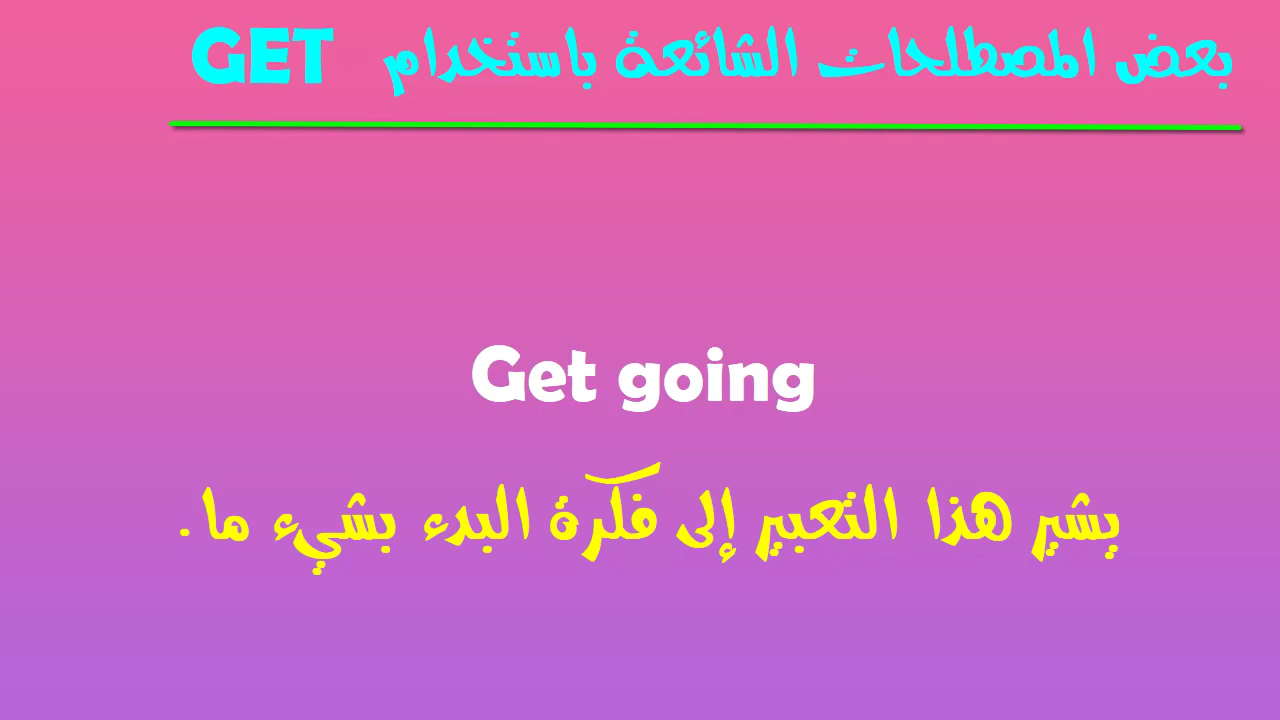 بعض المصطلحات الشائعة باستخدام GET
Get going
يشير هذا التعبير إلى فكرة البدء بشيء ما.